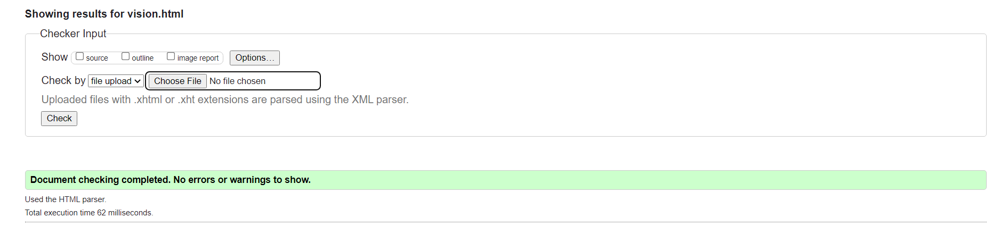 Showing results for vision.html
Checker Input
Show source outline image report Options...
Check by file upload Choose File No file chosen
Uploaded files with .xhtml or .xht extensions are parsed using the XML parser.
Check
Document checking completed. No errors or warnings to show.
Used the HTML parser.
Total execution time 62 milliseconds.